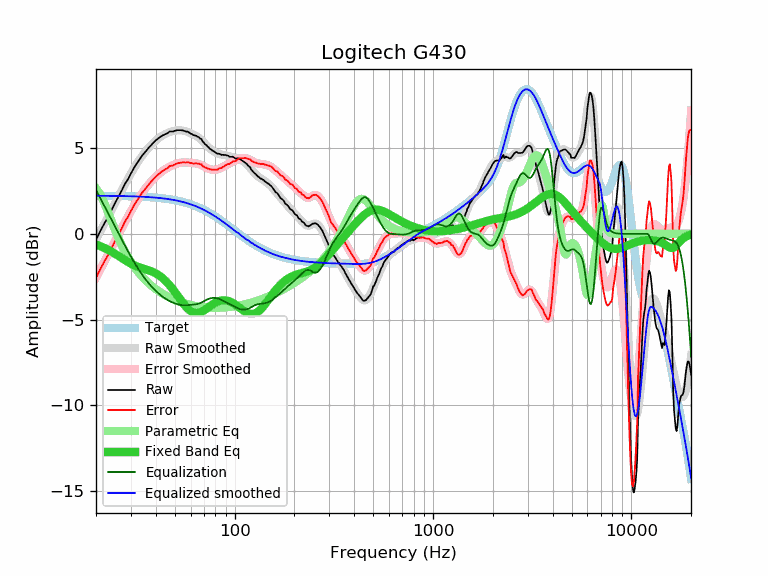 Logitech G430
Amplitude (dBr)
5
0
−5
−10
−15
Target
Raw Smoothed
Error Smoothed
Raw
Error
Parametric Eq
Fixed Band Eq
Equalization
Equalized smoothed
100
1000
10000
Frequency (Hz)